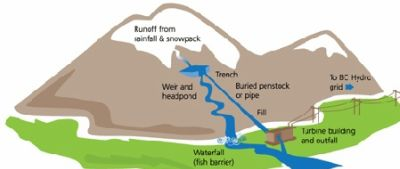 Runoff from
rainfall & snowpack
Trench
Weir and
headpond
Buried penstock
or pipe
To BC Hydro
grid
Fill
Turbine building
and outfall
Waterfall
(fish barrier)